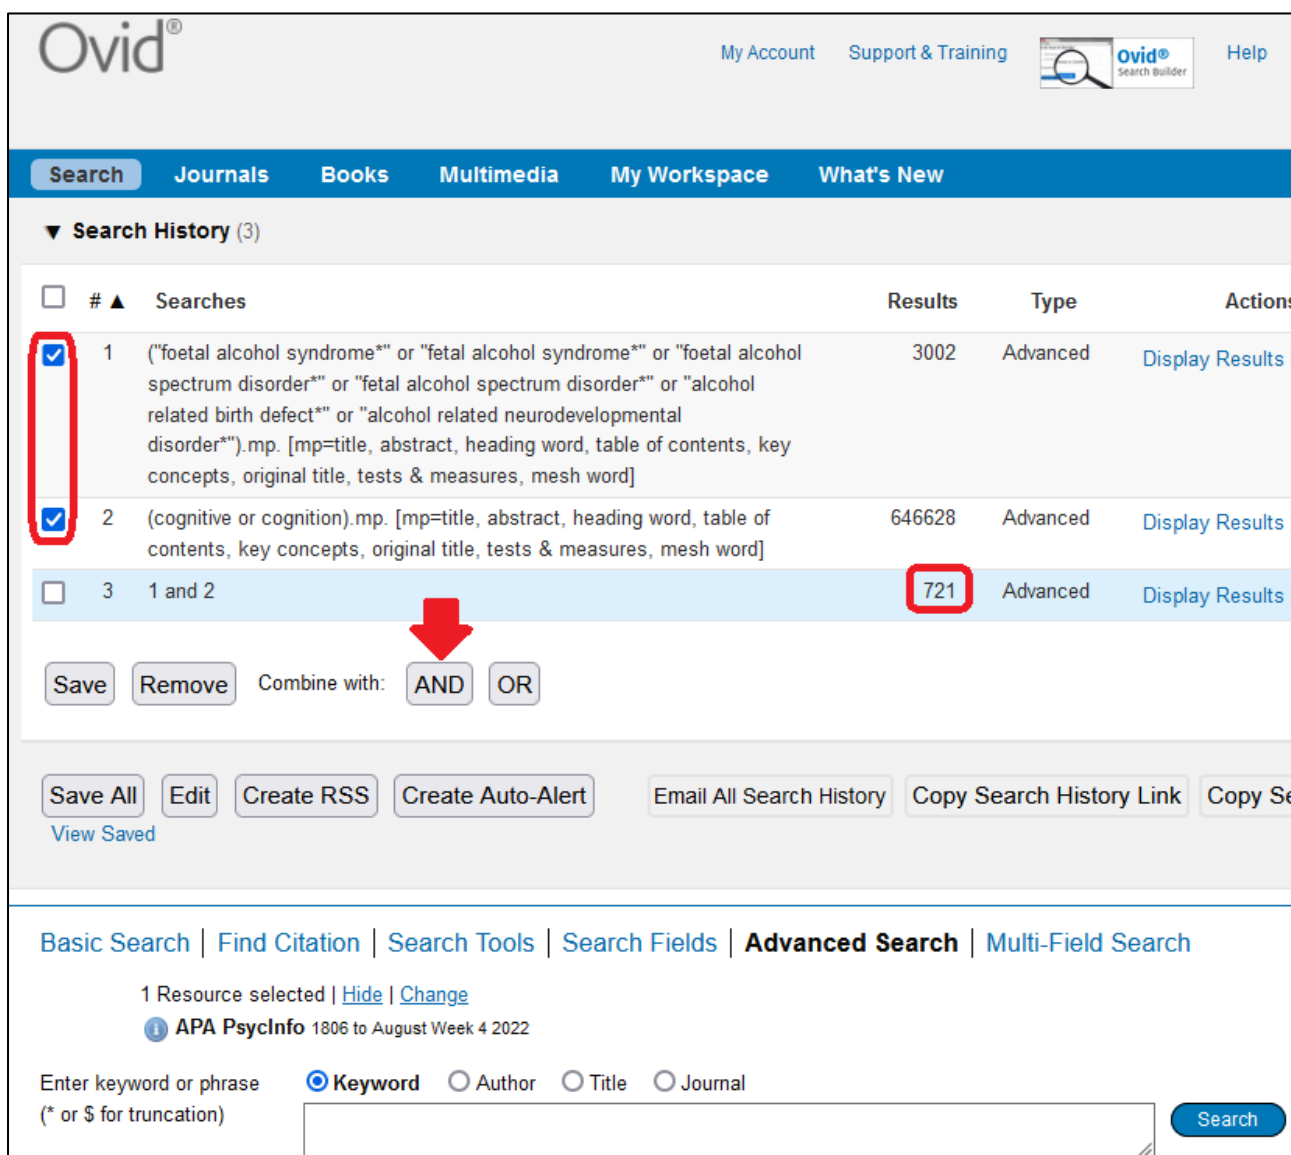 Ovid®
My Account Support & Training Ovid® Search Builder Help
Search Journals Books Multimedia My Workspace What's New
▼ Search History (3)
# ▲ Searches Results Type Actions
1 ("foetal alcohol syndrome*" or "fetal alcohol syndrome*" or "foetal alcohol 3002 Advanced Display Results
spectrum disorder*" or "fetal alcohol spectrum disorder*" or "alcohol
related birth defect*" or "alcohol related neurodevelopmental
disorder*").mp. [mp=title, abstract, heading word, table of contents, key
concepts, original title, tests & measures, mesh word]
2 (cognitive or cognition).mp. [mp=title, abstract, heading word, table of 646628 Advanced Display Results
contents, key concepts, original title, tests & measures, mesh word]
3 1 and 2 721 Advanced Display Results
Save Remove Combine with: AND OR
Save All Edit Create RSS Create Auto-Alert Email All Search History Copy Search History Link Copy Se
View Saved
Basic Search | Find Citation | Search Tools | Search Fields | Advanced Search | Multi-Field Search
1 Resource selected | Hide | Change
APA PsycInfo 1806 to August Week 4 2022
Enter keyword or phrase Keyword Author Title Journal
(* or $ for truncation)
Search